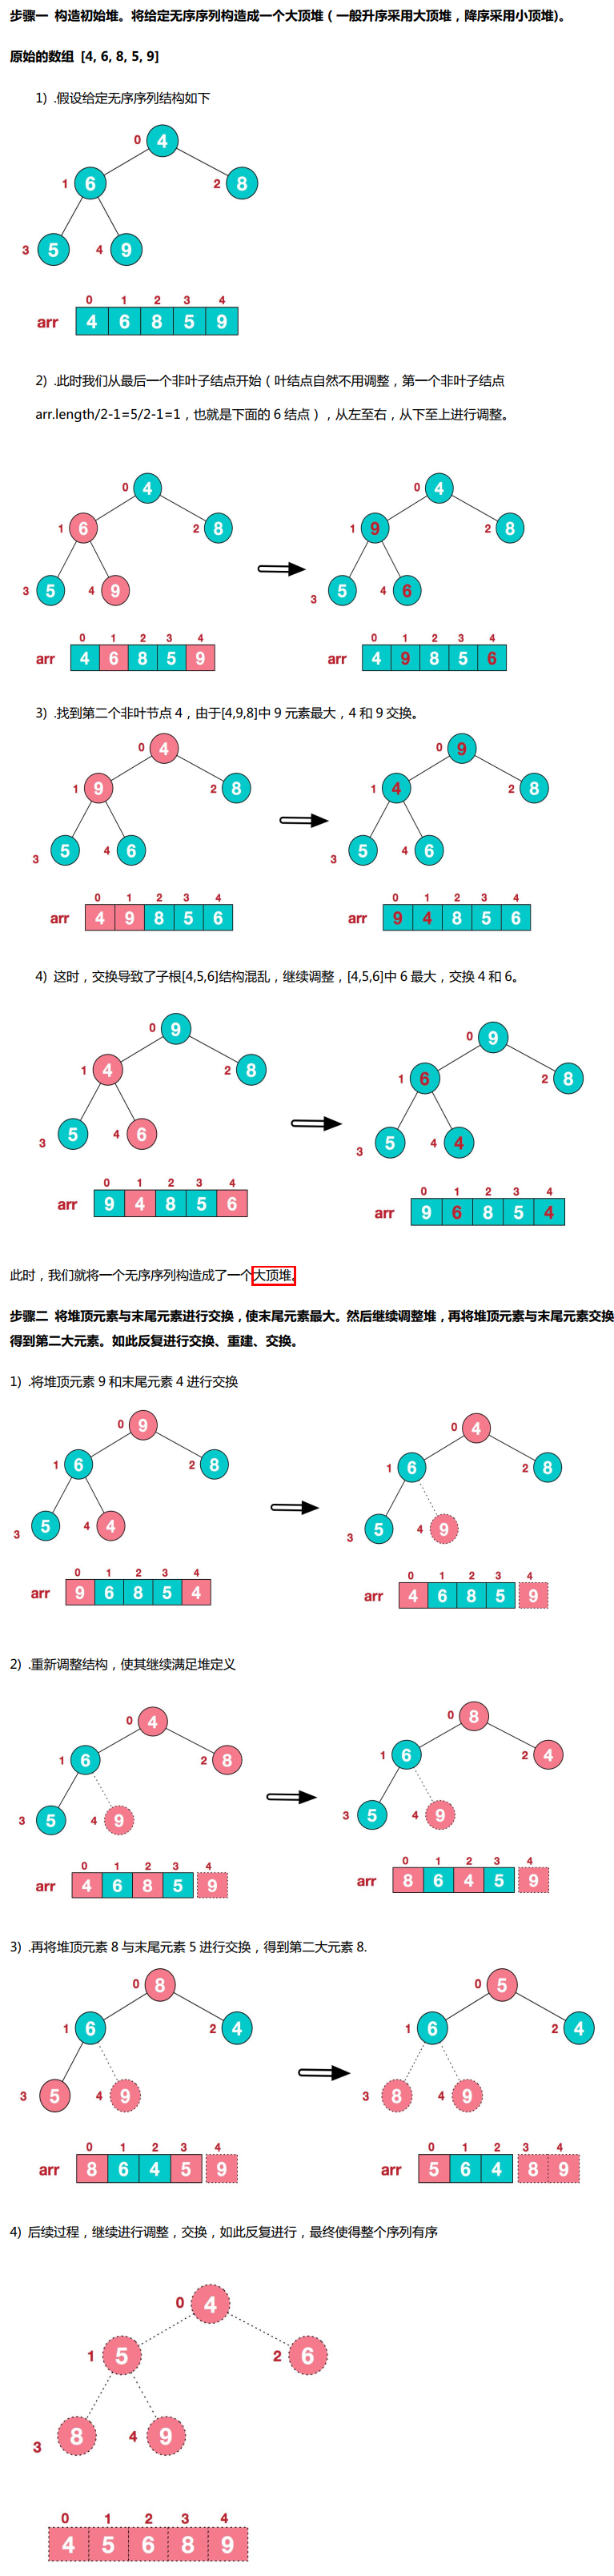 步骤一 构造初始堆。将给定无序序列构造成一个大顶堆（一般升序采用大顶堆，降序采用小顶堆)。
原始的数组 [4, 6, 8, 5, 9]
1) .假设给定无序序列结构如下
0 4
1 6 2 8
3 5 4 9
0 1 2 3 4
arr 4 6 8 5 9
2) .此时我们从最后一个非叶子结点开始（叶结点自然不用调整，第一个非叶子结点
arr.length/2-1=5/2-1=1，也就是下面的 6 结点），从左至右，从下至上进行调整。
0 4 0 4
1 6 2 8 1 9 2 8
3 5 4 9 3 5 4 6
0 1 2 3 4 0 1 2 3 4
arr 4 6 8 5 9 arr 4 9 8 5 6
3) .找到第二个非叶节点 4，由于[4,9,8]中 9 元素最大，4 和 9 交换。
0 4 0 9
1 9 2 8 1 4 2 8
3 5 4 6 3 5 4 6
0 1 2 3 4 0 1 2 3 4
arr 4 9 8 5 6 arr 9 4 8 5 6
4) 这时，交换导致了子根[4,5,6]结构混乱，继续调整，[4,5,6]中 6 最大，交换 4 和 6。
0 9 0 9
1 4 2 8 1 6 2 8
3 5 4 6 3 5 4 4
0 1 2 3 4 0 1 2 3 4
arr 9 4 8 5 6 arr 9 6 8 5 4
此时，我们就将一个无序序列构造成了一个大顶堆。
步骤二 将堆顶元素与末尾元素进行交换，使末尾元素最大。然后继续调整堆，再将堆顶元素与末尾元素交换
得到第二大元素。如此反复进行交换、重建、交换。
1) .将堆顶元素 9 和末尾元素 4 进行交换
0 9 0 4
1 6 2 8 1 6 2 8
3 5 4 4 3 5 4 9
0 1 2 3 4 0 1 2 3 4
arr 9 6 8 5 4 arr 4 6 8 5 9
2) .重新调整结构，使其继续满足堆定义
0 4 0 8
1 6 2 8 1 6 2 4
3 5 4 9 3 5 4 9
0 1 2 3 4 0 1 2 3 4
arr 4 6 8 5 9 arr 8 6 4 5 9
3) .再将堆顶元素 8 与末尾元素 5 进行交换，得到第二大元素 8.
0 8 0 5
1 6 2 4 1 6 2 4
3 5 4 9 3 8 4 9
0 1 2 3 4 0 1 2 3 4
arr 8 6 4 5 9 arr 5 6 4 8 9
4) 后续过程，继续进行调整，交换，如此反复进行，最终使得整个序列有序
0 4
1 5 2 6
3 8 4 9
0 1 2 3 4
4 5 6 8 9